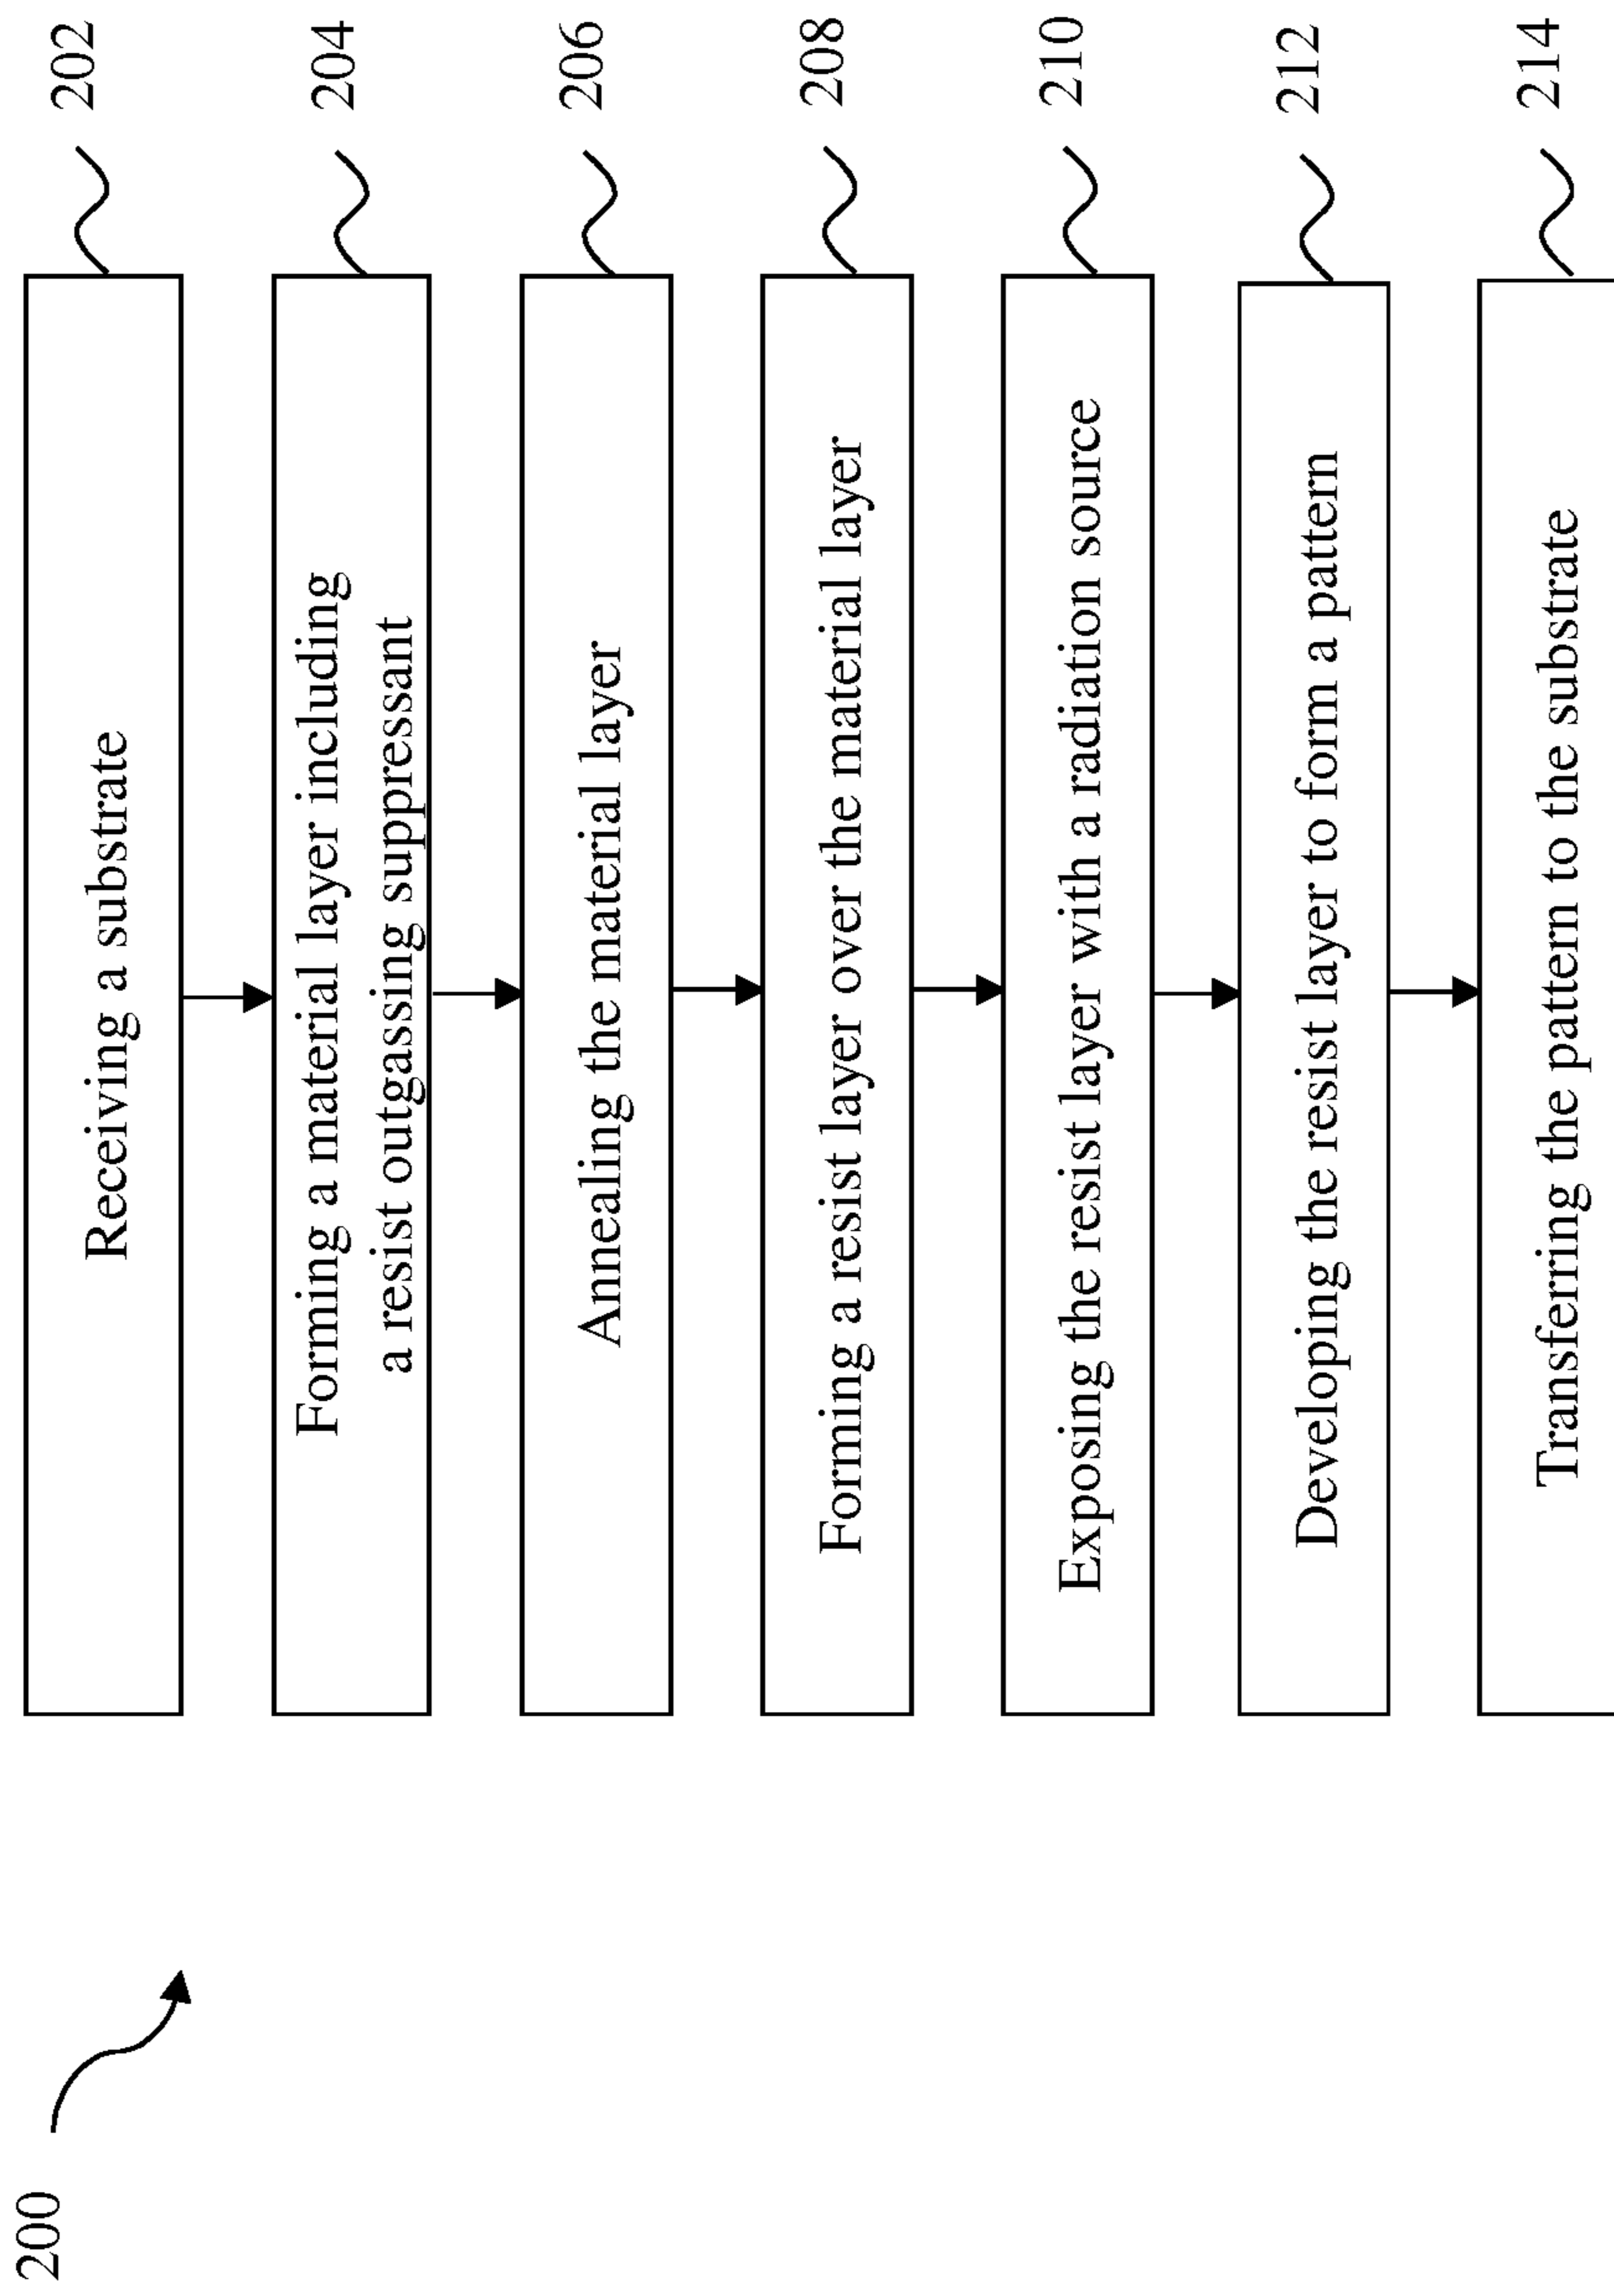 200
Receiving a substrate
202
Forming a material layer including
a resist outgassing suppressant
204
Annealing the material layer
206
Forming a resist layer over the material layer
208
Exposing the resist layer with a radiation source
210
Developing the resist layer to form a pattern
212
Transferring the pattern to the substrate
214